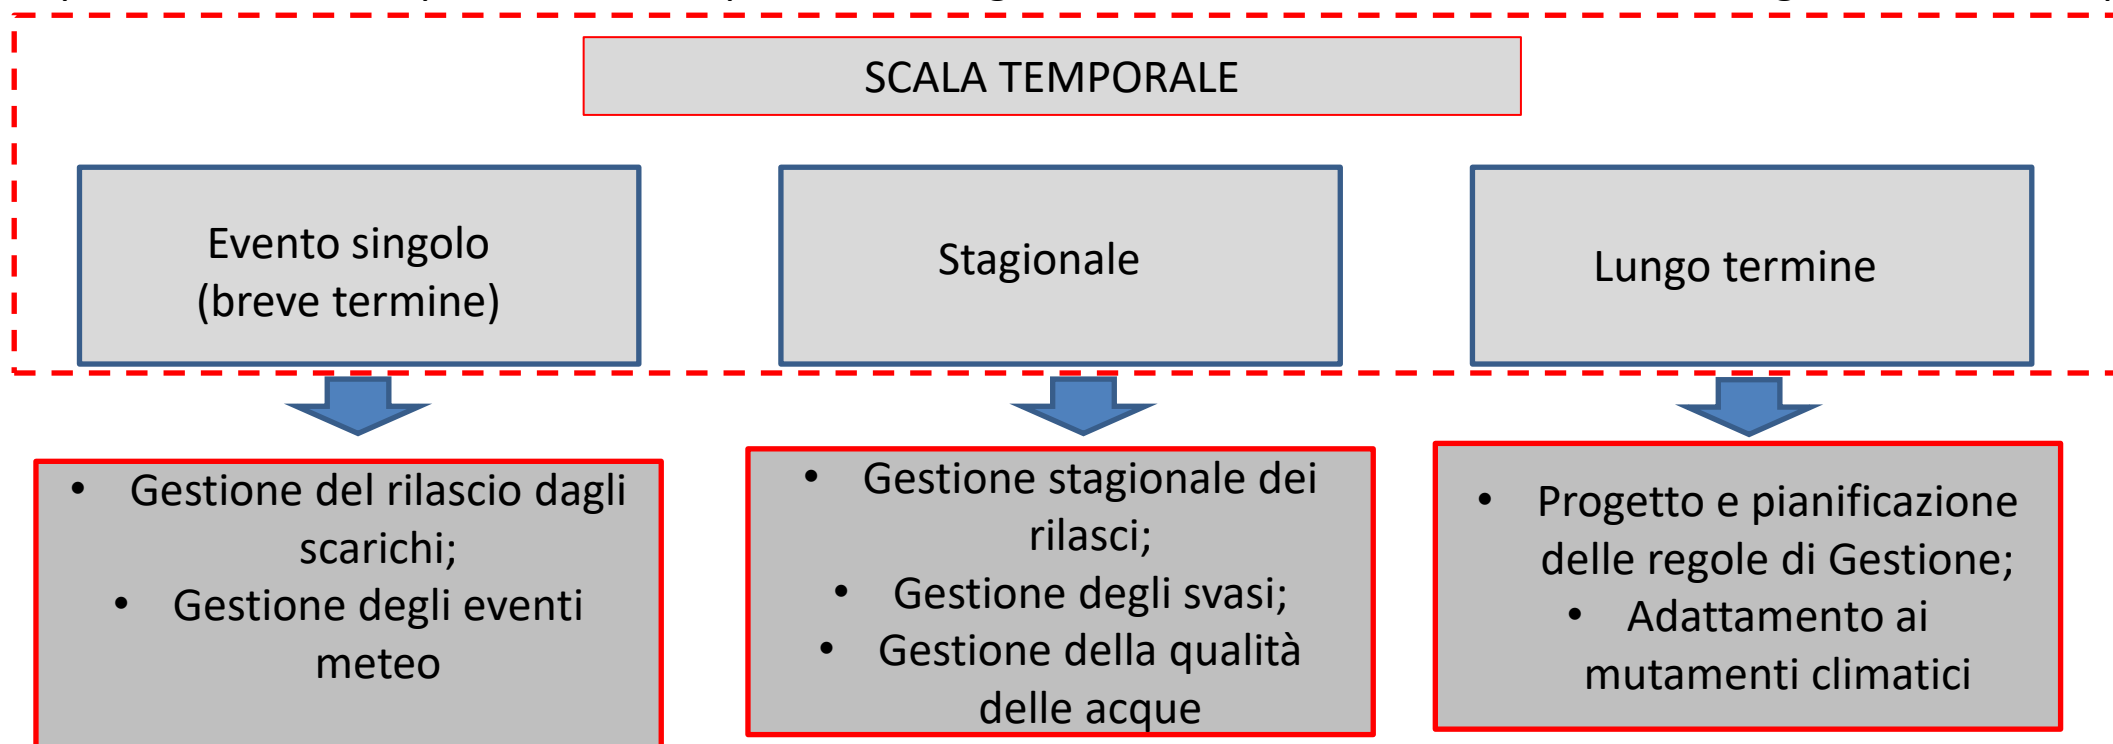 SCALA TEMPORALE
Evento singolo
(breve termine)
Stagionale
Lungo termine
• Gestione del rilascio dagli
scarichi;
• Gestione degli eventi
meteo
• Gestione stagionale dei
rilasci;
• Gestione degli svasi;
• Gestione della qualità
delle acque
• Progetto e pianificazione
delle regole di Gestione;
• Adattamento ai
mutamenti climatici